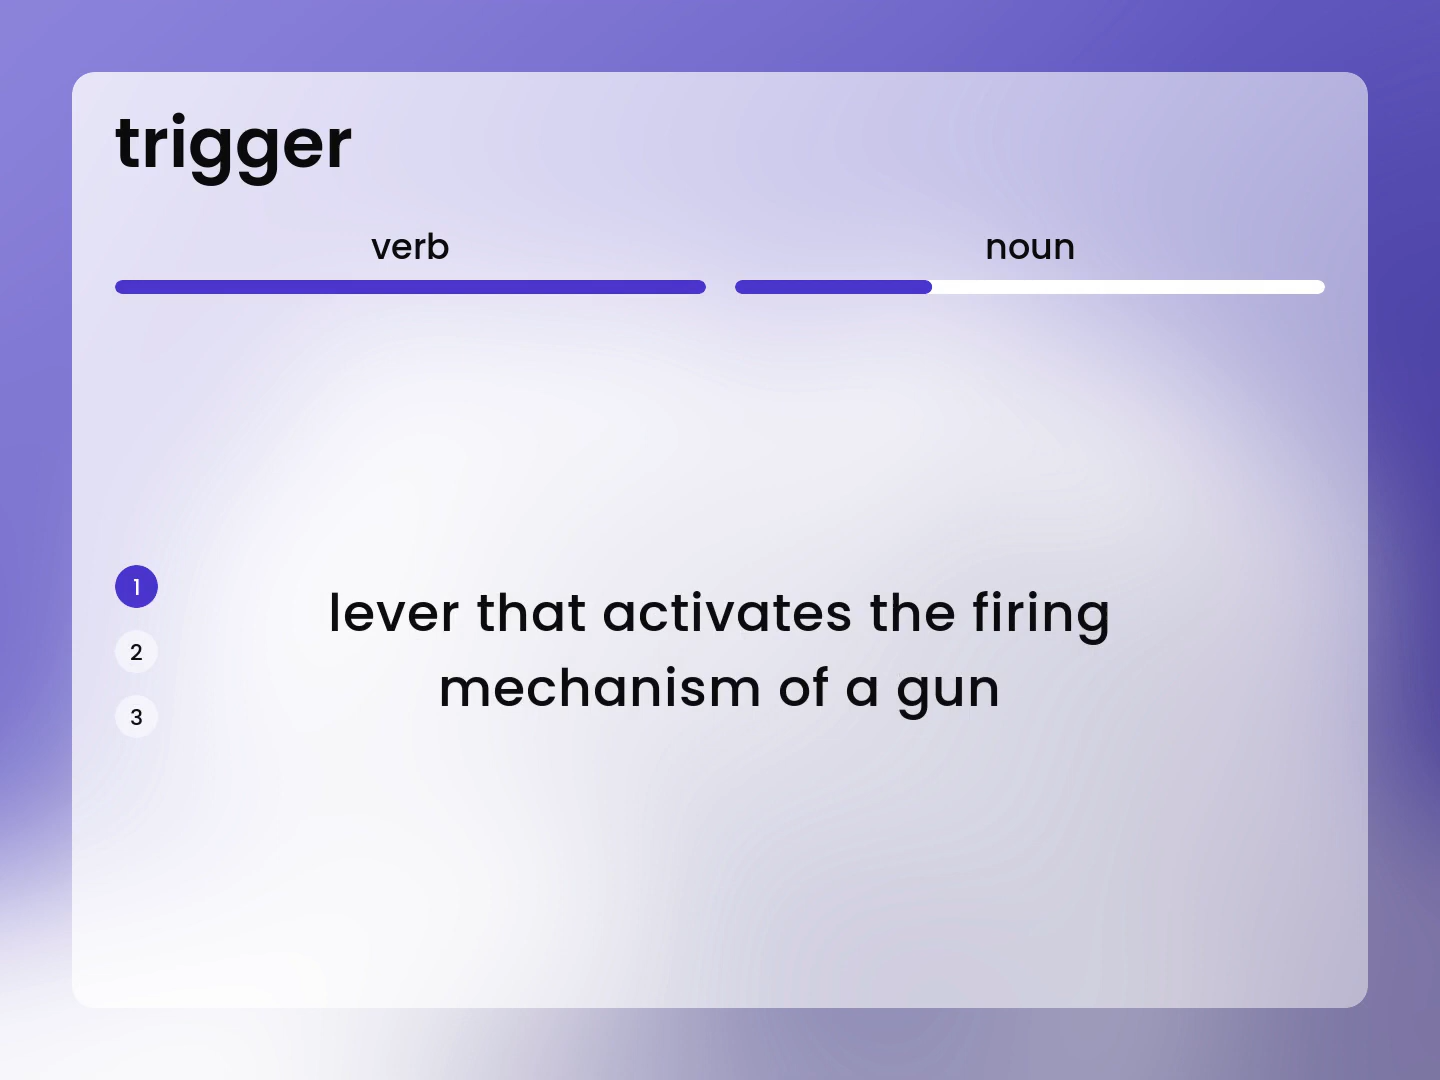 trigger
verb
noun
1
2
3
lever that activates the firing
mechanism of a gun